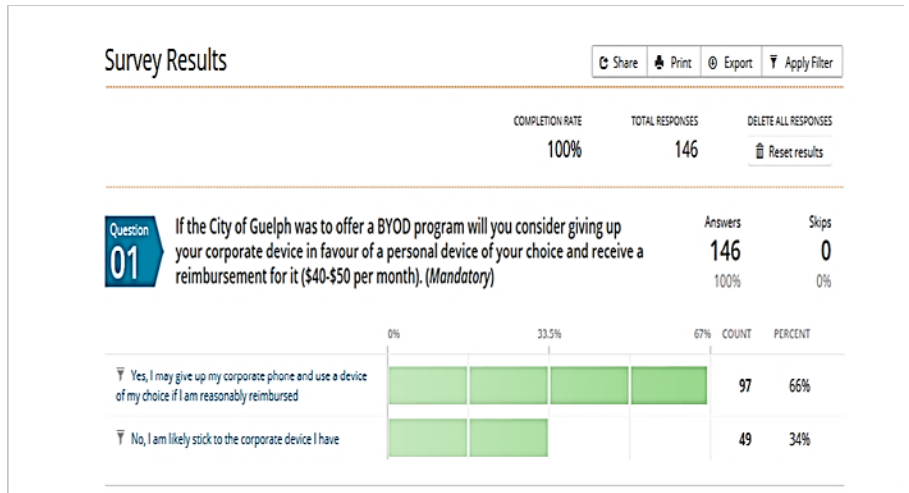 Survey Results
Share Print Export Apply Filter
COMPLETION RATE TOTAL RESPONSES DELETE ALL RESPONSES
100% 146 Reset results
Question
01
If the City of Guelph was to offer a BYOD program will you consider giving up
your corporate device in favour of a personal device of your choice and receive a
reimbursement for it ($40-$50 per month). (Mandatory)
Answers Skips
146 0
100% 0%
0% 33.5% 67% COUNT PERCENT
Yes, I may give up my corporate phone and use a device
of my choice if I am reasonably reimbursed
97 66%
No, I am likely stick to the corporate device I have 49 34%